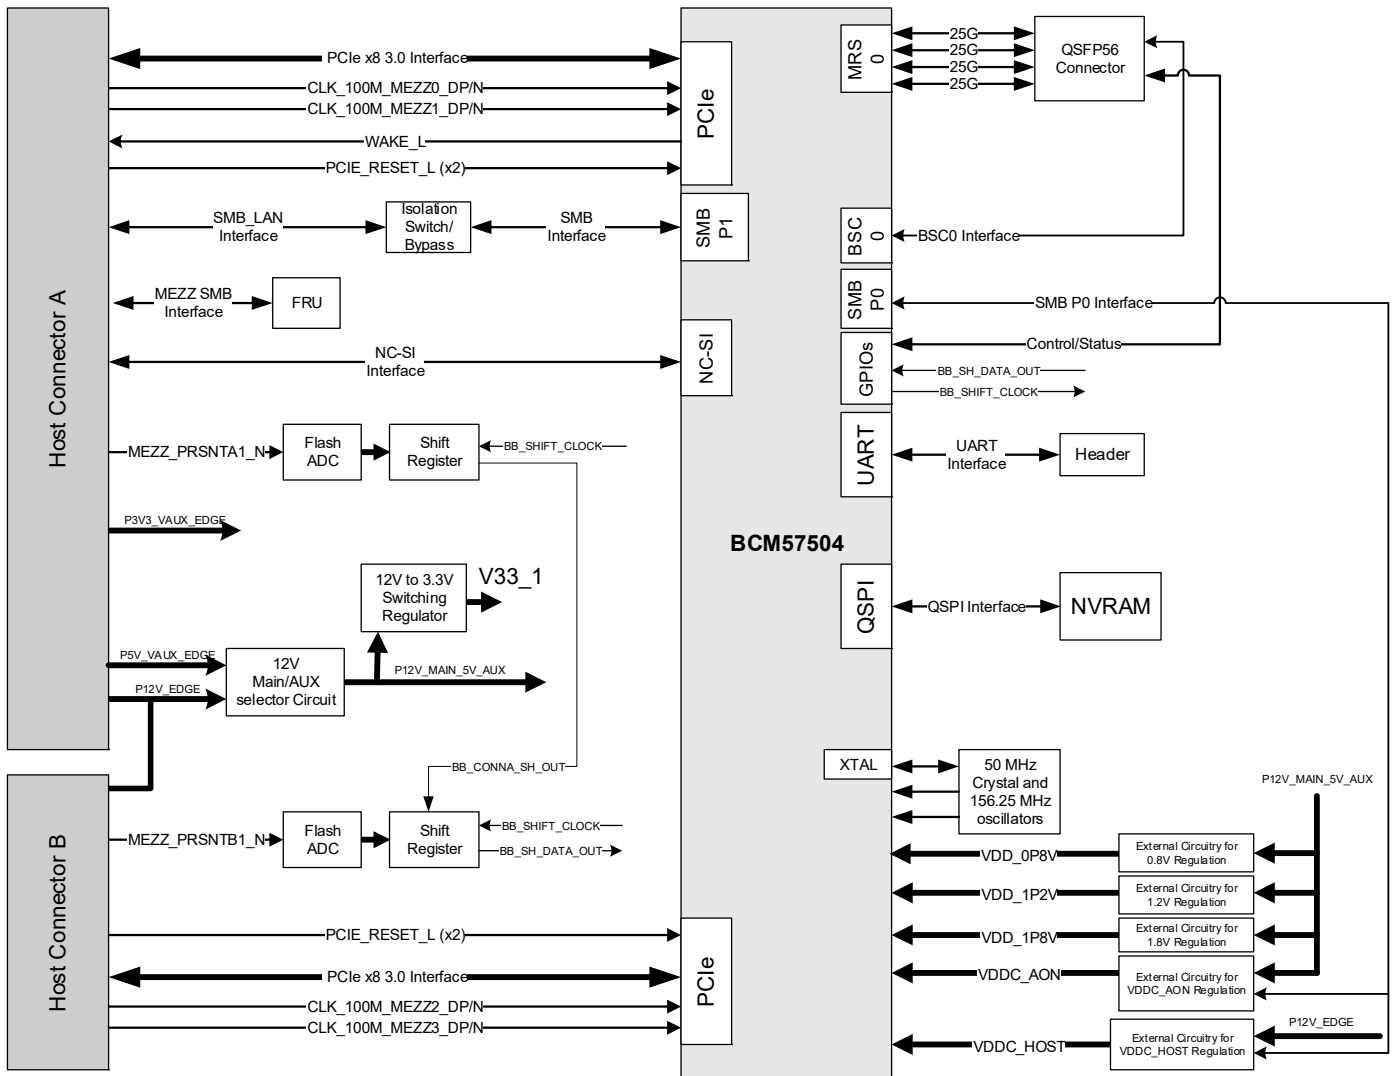 Host Connector A
PCIe x8 3.0 Interface
CLK_100M_MEZZ0_DP/N
CLK_100M_MEZZ1_DP/N
WAKE_L
PCIE_RESET_L (x2)
PCIe
SMB_LAN
Interface
Isolation
Switch/
Bypass
SMB
Interface
SMB
P1
MEZZ SMB
Interface
FRU
NC-SI
Interface
NC-SI
MEZZ_PRSNTA1_N
Flash
ADC
Shift
Register
BB_SHIFT_CLOCK
P3V3_VAUX_EDGE
12V to 3.3V
Switching
Regulator
V33_1
P5V_VAUX_EDGE
P12V_EDGE
12V
Main/AUX
selector Circuit
P12V_MAIN_5V_AUX
BB_CONNA_SH_OUT
Host Connector B
MEZZ_PRSNTB1_N
Flash
ADC
Shift
Register
BB_SHIFT_CLOCK
BB_SH_DATA_OUT
PCIE_RESET_L (x2)
PCIe x8 3.0 Interface
CLK_100M_MEZZ2_DP/N
CLK_100M_MEZZ3_DP/N
PCIe
BCM57504
MRS
0
25G
25G
25G
25G
QSFP56
Connector
BSC
0
BSC0 Interface
SMB
P0
SMB P0 Interface
GPIOs
Control/Status
BB_SH_DATA_OUT
BB_SHIFT_CLOCK
UART
UART
Interface
Header
QSPI
QSPI Interface
NVRAM
XTAL
50 MHz
Crystal and
156.25 MHz
oscillators
P12V_MAIN_5V_AUX
VDD_0P8V
External Circuitry for
0.8V Regulation
VDD_1P2V
External Circuitry for
1.2V Regulation
VDD_1P8V
External Circuitry for
1.8V Regulation
VDDC_AON
External Circuitry for
VDDC_AON Regulation
P12V_EDGE
VDDC_HOST
External Circuitry for
VDDC_HOST Regulation